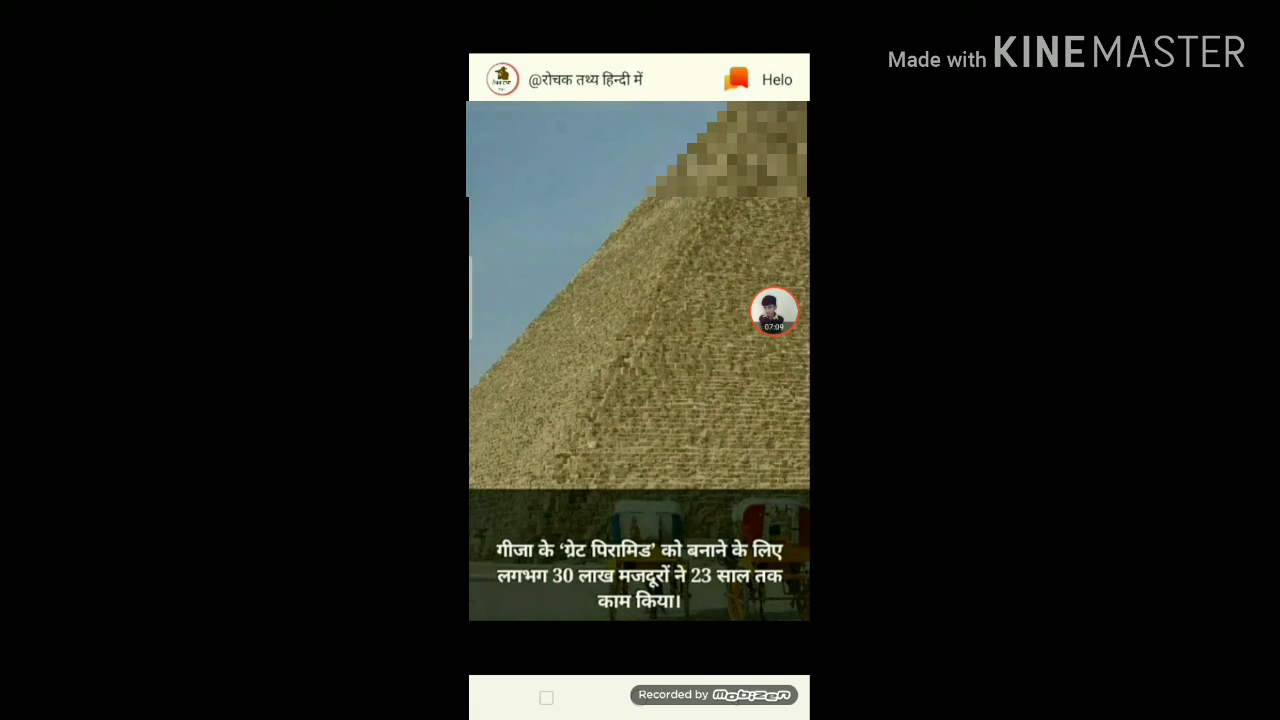 Made with KINEMASTER
@रोचक तथ्य हिन्दी में
Helo
07:09
गीजा के ‘ग्रेट पिरामिड’ को बनाने के लिए
लगभग 30 लाख मजदूरों ने 23 साल तक
काम किया।
Recorded by mobizen